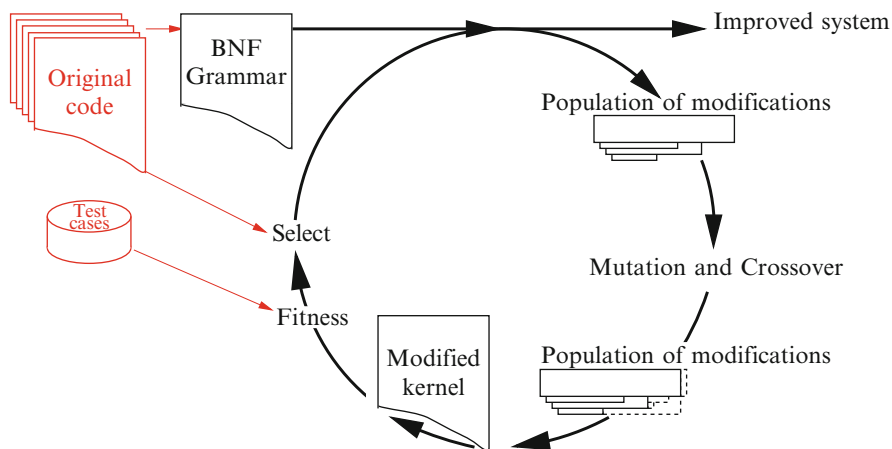 Improved system
BNF
Grammar
Original
code
Population of modifications
Test
cases
Select
Mutation and Crossover
Fitness
Modified
kernel
Population of modifications